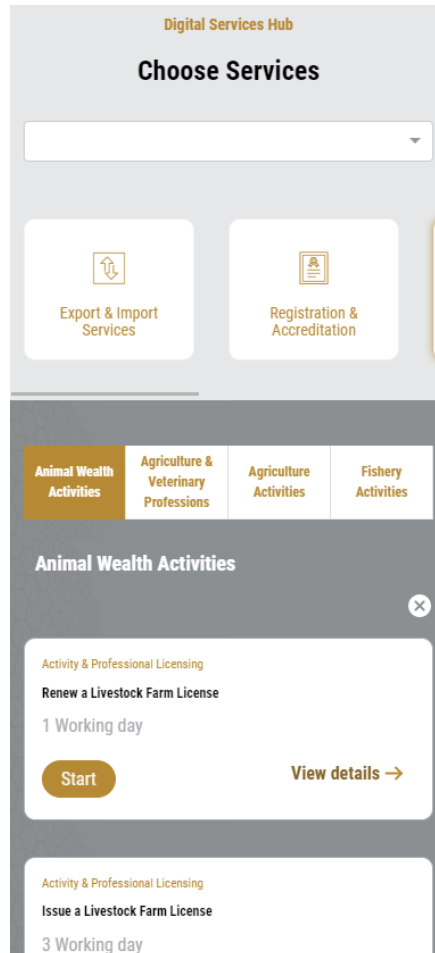 Digital Services Hub
Choose Services
Export & Import
Services
Registration &
Accreditation
Animal Wealth
Activities
Agriculture &
Veterinary
Professions
Agriculture
Activities
Fishery
Activities
Animal Wealth Activities
Activity & Professional Licensing
Renew a Livestock Farm License
1 Working day
Start
View details →
Activity & Professional Licensing
Issue a Livestock Farm License
3 Working day